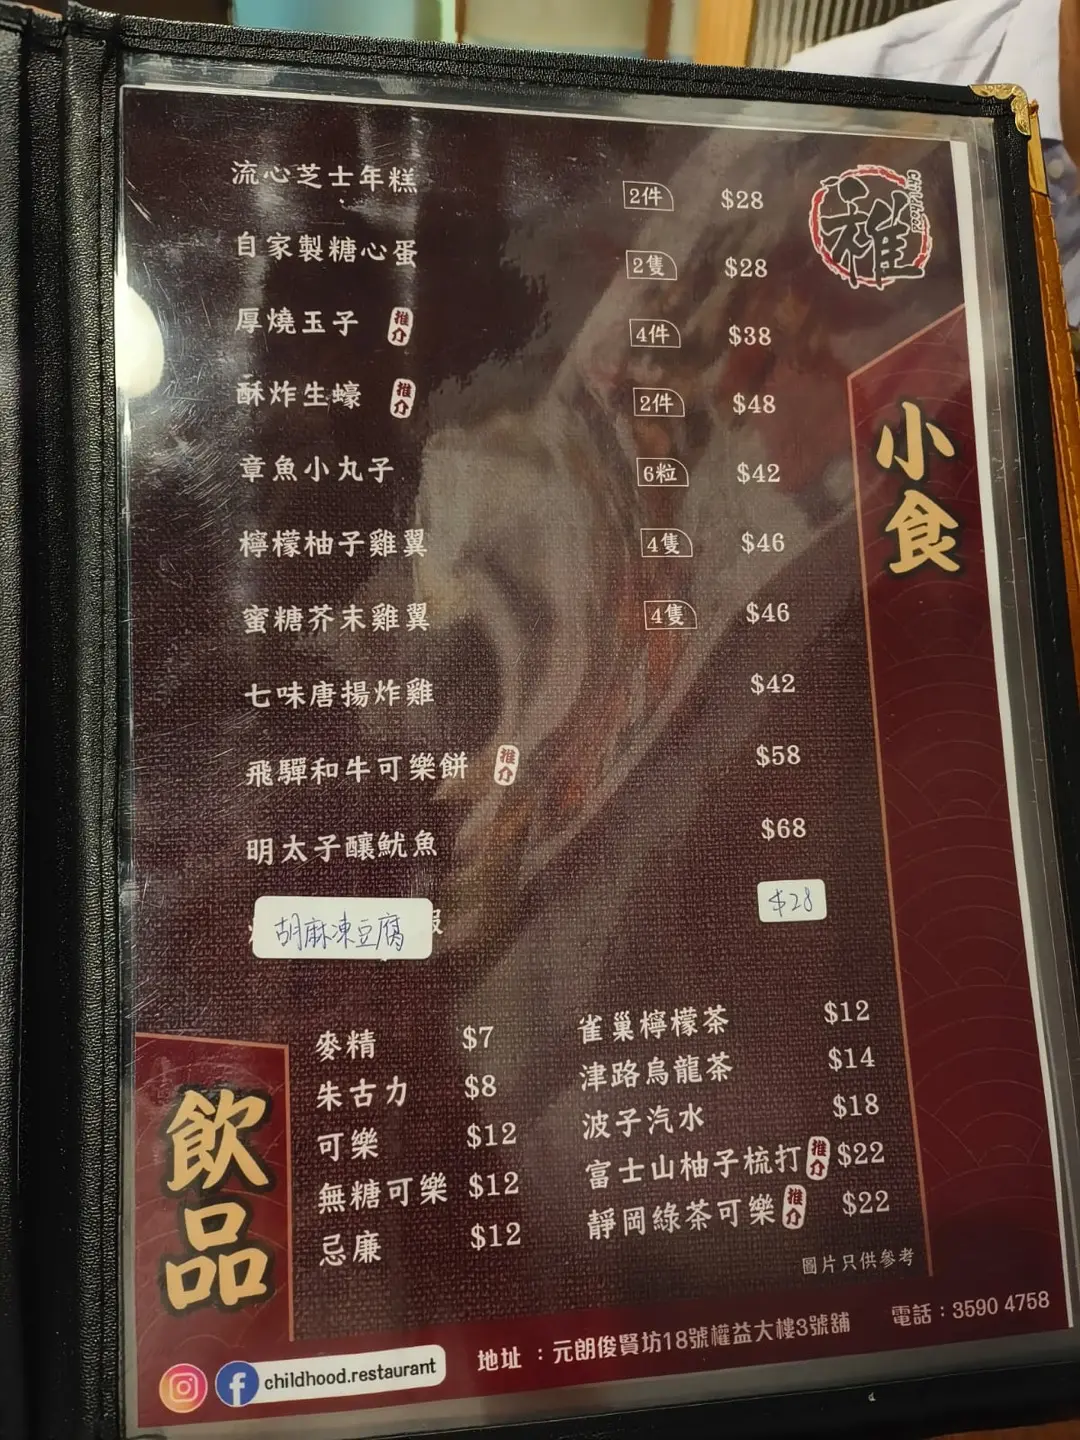 流心芝士年糕 2件 $28
自家製糖心蛋 2隻 $28
厚燒玉子 推介 4件 $38
酥炸生蠔 推介 2件 $48
章魚小丸子 6粒 $42
檸檬柚子雞翼 4隻 $46
蜜糖芥末雞翼 4隻 $46
七味唐揚炸雞 $42
飛驒和牛可樂餅 推介 $58
明太子釀魷魚 $68
胡麻凍豆腐 $28
小食
飲品
麥精 $7
朱古力 $8
可樂 $12
無糖可樂 $12
忌廉 $12
雀巢檸檬茶 $12
津路烏龍茶 $14
波子汽水 $18
富士山柚子梳打 推介 $22
靜岡綠茶可樂 推介 $22
圖片只供參考
childhood.restaurant
地址：元朗俊賢坊18號權益大樓3號舖
電話：3590 4758